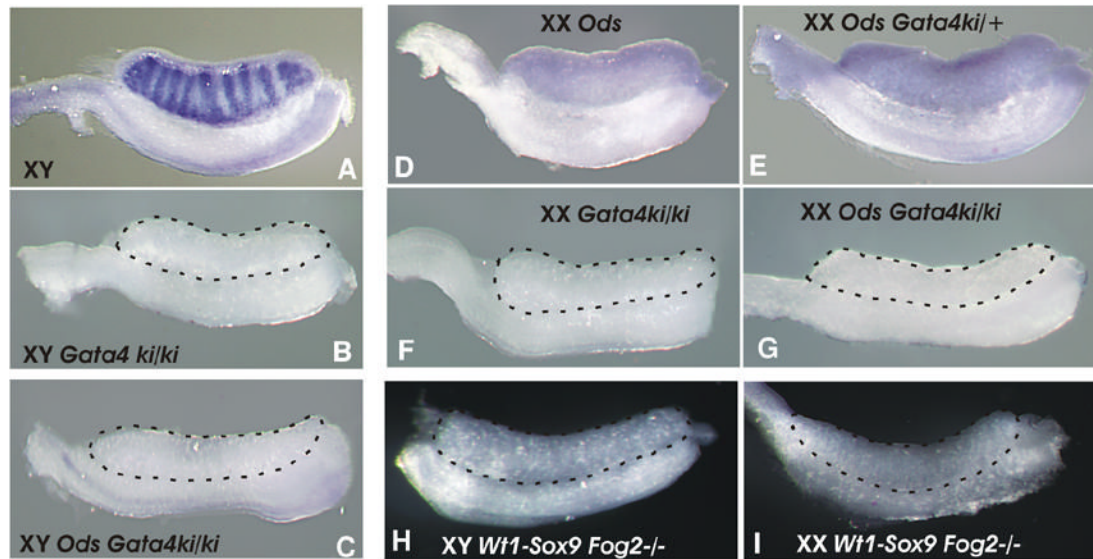 XY
A
XX Ods
D
XX Ods Gata4ki/+
E
XY Gata4 ki/ki
B
XX Gata4ki/ki
F
XX Ods Gata4ki/ki
G
XY Ods Gata4ki/ki
C
H
XY Wt1-Sox9 Fog2-/-
I
XX Wt1-Sox9 Fog2-/-